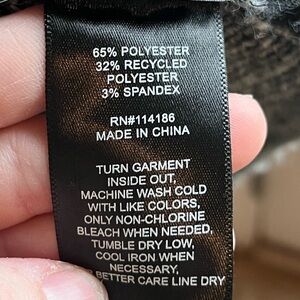 65% POLYESTER
32% RECYCLED
POLYESTER
3% SPANDEX
RN#114186
MADE IN CHINA
TURN GARMENT
INSIDE OUT,
MACHINE WASH COLD
WITH LIKE COLORS,
ONLY NON-CHLORINE
BLEACH WHEN NEEDED,
TUMBLE DRY LOW,
COOL IRON WHEN
NECESSARY,
BETTER CARE LINE DRY